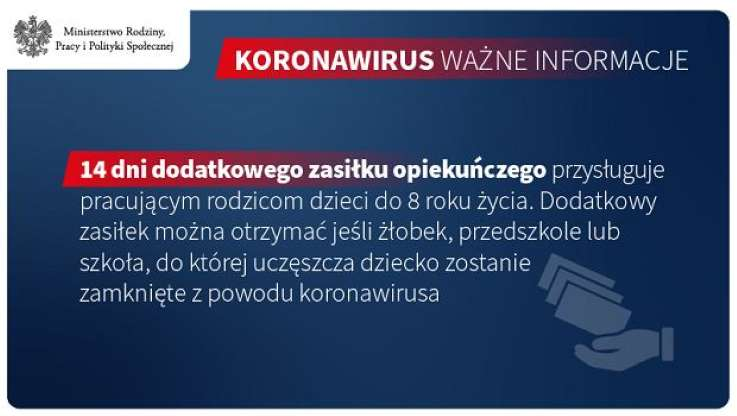 Ministerstwo Rodziny,
Pracy i Polityki Społecznej
KORONAWIRUS WAŻNE INFORMACJE
14 dni dodatkowego zasiłku opiekuńczego przysługuje
pracującym rodzicom dzieci do 8 roku życia. Dodatkowy
zasiłek można otrzymać jeśli żłobek, przedszkole lub
szkoła, do której uczęszcza dziecko zostanie
zamknięte z powodu koronawirusa